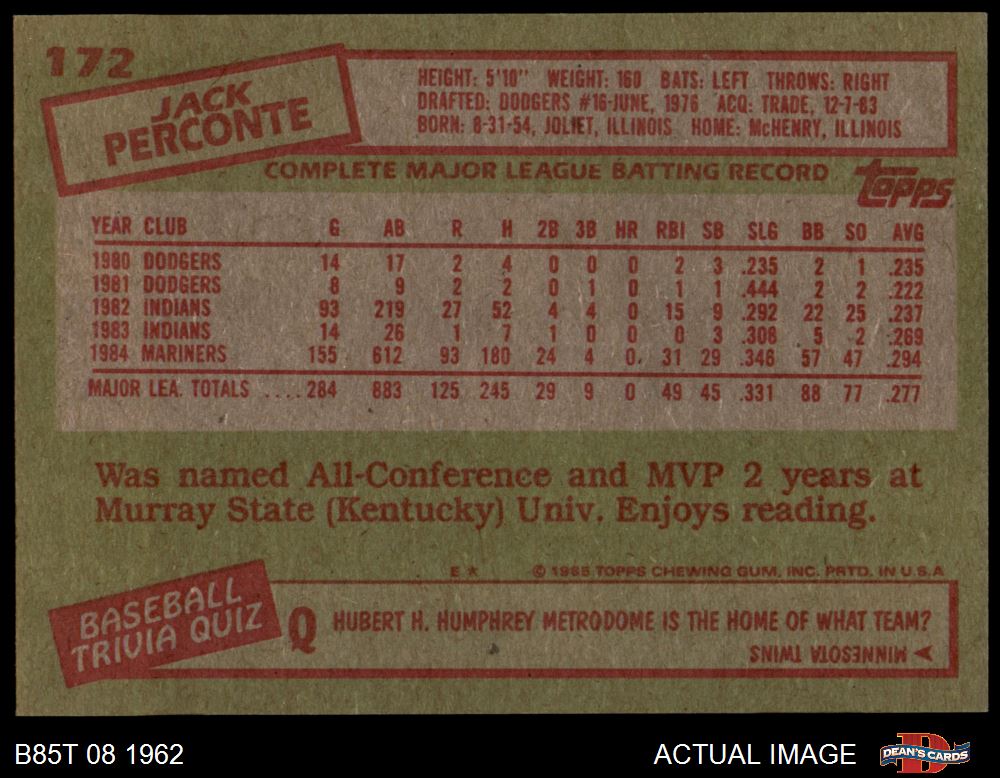 172
JACK
PERCONTE
HEIGHT: 5'10" WEIGHT: 160 BATS: LEFT THROWS: RIGHT
DRAFTED: DODGERS #16-JUNE, 1976 ACQ: TRADE, 12-7-83
BORN: 8-31-54, JOLIET, ILLINOIS HOME: McHENRY, ILLINOIS
COMPLETE MAJOR LEAGUE BATTING RECORD
TOPPS
YEAR CLUB G AB R H 2B 3B HR RBI SB SLG BB SO AVG
1980 DODGERS 14 17 2 4 0 0 0 2 3 .235 2 1 .235
1981 DODGERS 8 9 2 2 0 1 0 1 1 .444 2 2 .222
1982 INDIANS 93 219 27 52 4 4 0 15 9 .292 22 25 .237
1983 INDIANS 14 26 1 7 1 0 0 0 3 .308 5 2 .269
1984 MARINERS 155 612 93 180 24 4 0 31 29 .346 57 47 .294
MAJOR LEA. TOTALS ....284 883 125 245 29 9 0 49 45 .331 88 77 .277
Was named All-Conference and MVP 2 years at
Murray State (Kentucky) Univ. Enjoys reading.
E * © 1985 TOPPS CHEWING GUM, INC. PRTD. IN U.S.A
BASEBALL
TRIVIA QUIZ
Q HUBERT H. HUMPHREY METRODOME IS THE HOME OF WHAT TEAM?
A MINNESOTA TWINS
B85T 08 1962
ACTUAL IMAGE
D DEAN'S CARDS